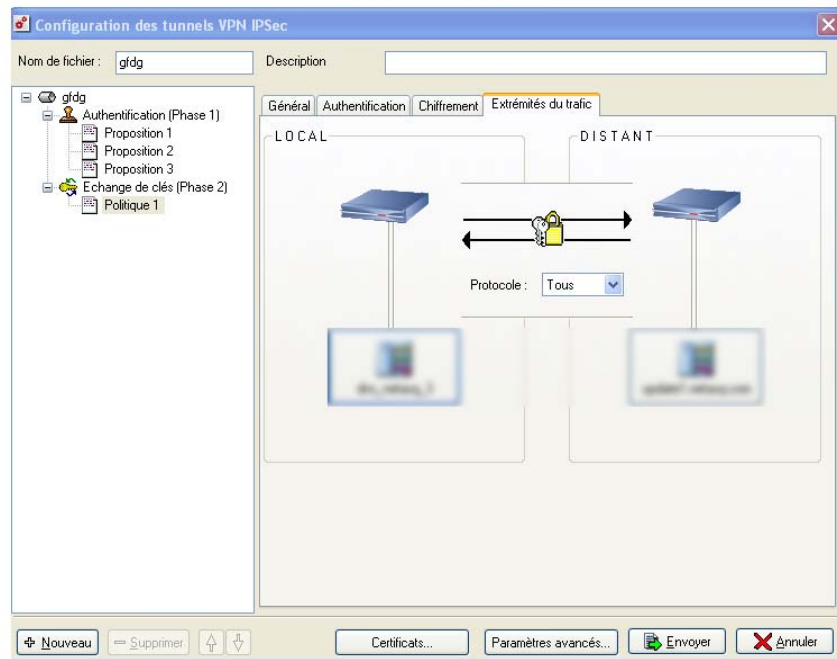 Configuration des tunnels VPN IPSec
Nom de fichier : gfdg Description
gfdg
Authentification (Phase 1)
Proposition 1
Proposition 2
Proposition 3
Echange de clés (Phase 2)
Politique 1
Général Authentification Chiffrement Extrémités du trafic
LOCAL DISTANT
Protocole : Tous
Nouveau Supprimer Certificats... Paramètres avancés... Envoyer Annuler